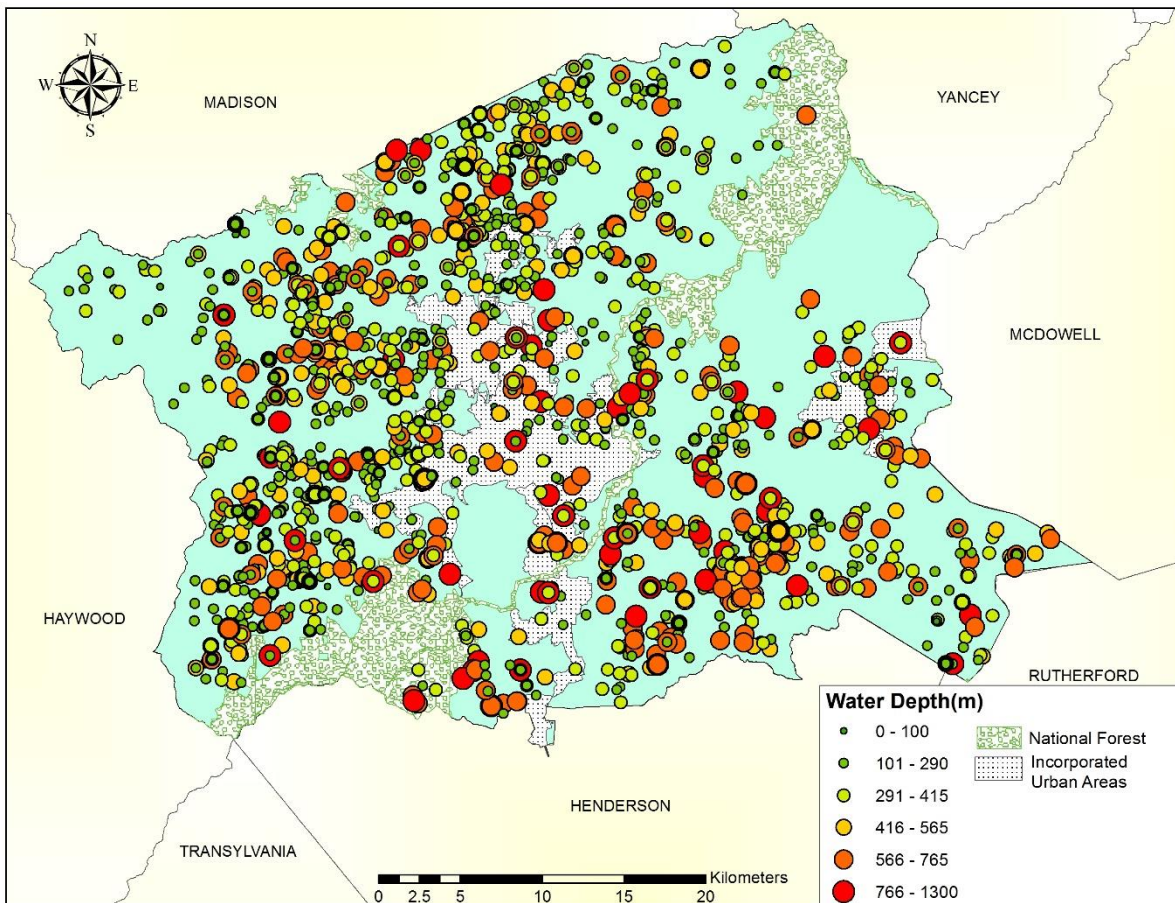 N
W E
S
MADISON
YANCEY
MCDOWELL
HAYWOOD
RUTHERFORD
HENDERSON
TRANSYLVANIA
Kilometers
0 2.5 5 10 15 20
Water Depth(m)
0 - 100
101 - 290
291 - 415
416 - 565
566 - 765
766 - 1300
National Forest
Incorporated
Urban Areas